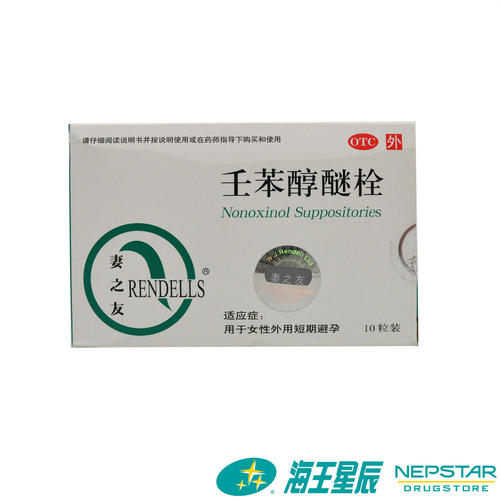 请仔细阅读说明书并按说明使用或在药师指导下购买和使用
OTC 外
壬苯醇醚栓
Nonoxinol Suppositories
W J Rendell Ltd
妻之友
妻之友
RENDELLS®
适应症：
用于女性外用短期避孕
10粒装
海王星辰
NEPSTAR
DRUGSTORE